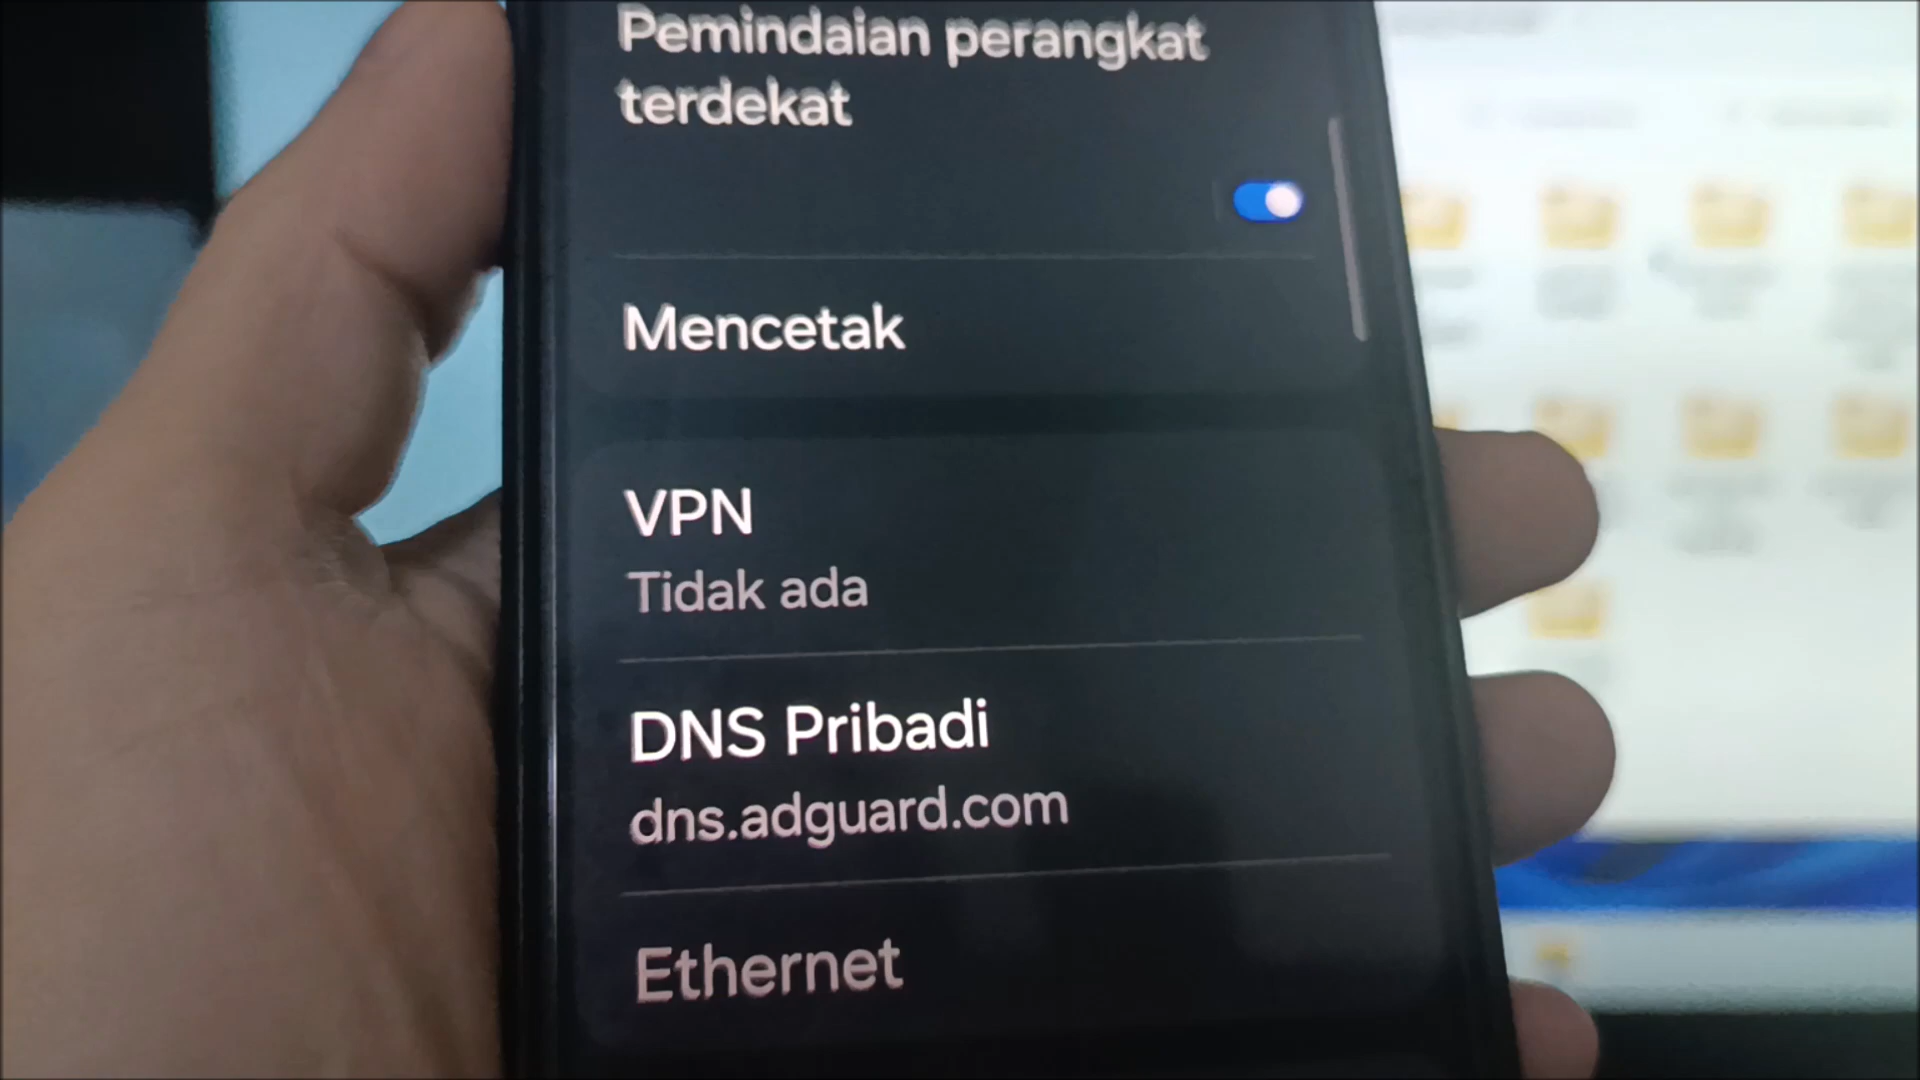 Pemindaian perangkat
terdekat
Mencetak
VPN
Tidak ada
DNS Pribadi
dns.adguard.com
Ethernet